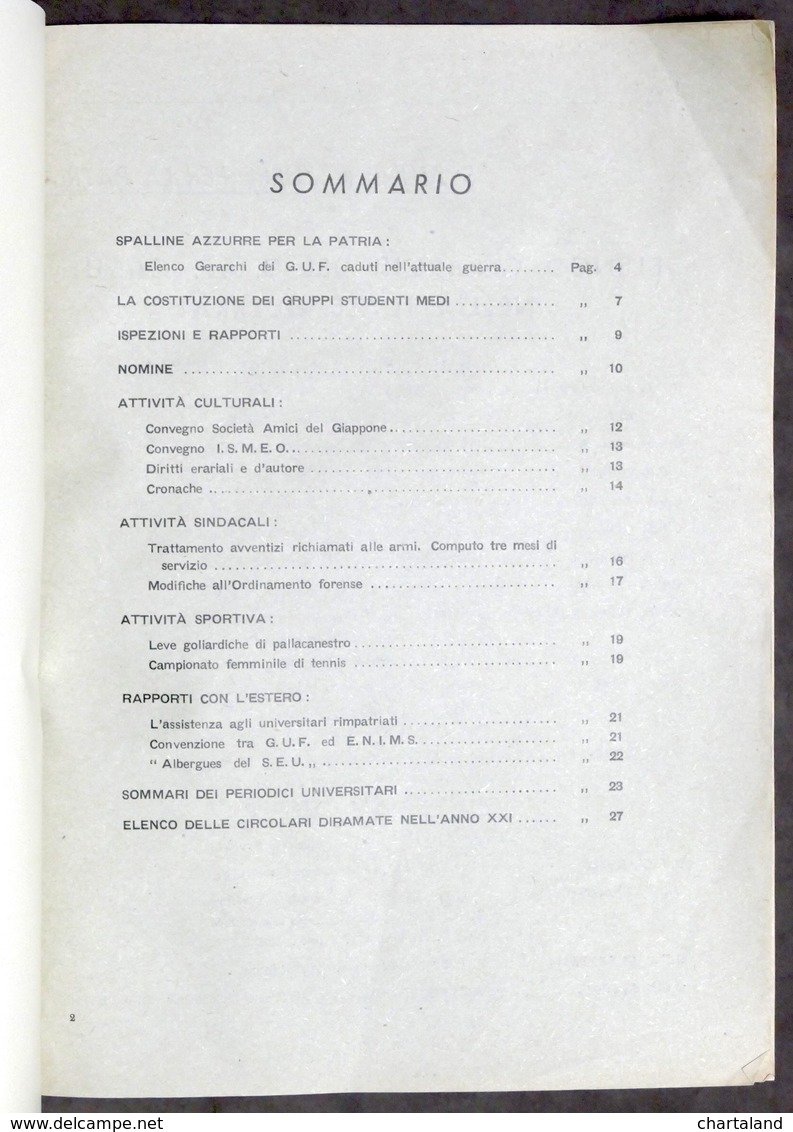 SOMMARIO
SPALLINE AZZURRE PER LA PATRIA :
Elenco Gerarchi dei G. U. F. caduti nell'attuale guerra........ Pag. 4
LA COSTITUZIONE DEI GRUPPI STUDENTI MEDI ............... „ 7
ISPEZIONI E RAPPORTI ........................................ „ 9
NOMINE ........................................................ „ 10
ATTIVITÀ CULTURALI :
Convegno Società Amici del Giappone......................... „ 12
Convegno I. S. M. E. O........................................ „ 13
Diritti erariali e d'autore ..................................... „ 13
Cronache .................................................... „ 14
ATTIVITÀ SINDACALI :
Trattamento avventizi richiamati alle armi. Computo tre mesi di
servizio .................................................... „ 16
Modifiche all'Ordinamento forense ............................ „ 17
ATTIVITÀ SPORTIVA :
Leve goliardiche di pallacanestro .............................. „ 19
Campionato femminile di tennis ............................... „ 19
RAPPORTI CON L'ESTERO :
L'assistenza agli universitari rimpatriati ....................... „ 21
Convenzione tra G. U. F. ed E. N. I. M. S..................... „ 21
“ Albergues del S. E. U. „ ................................... „ 22
SOMMARI DEI PERIODICI UNIVERSITARI ....................... „ 23
ELENCO DELLE CIRCOLARI DIRAMATE NELL'ANNO XXI ...... „ 27
2
www.delcampe.net
chartaland